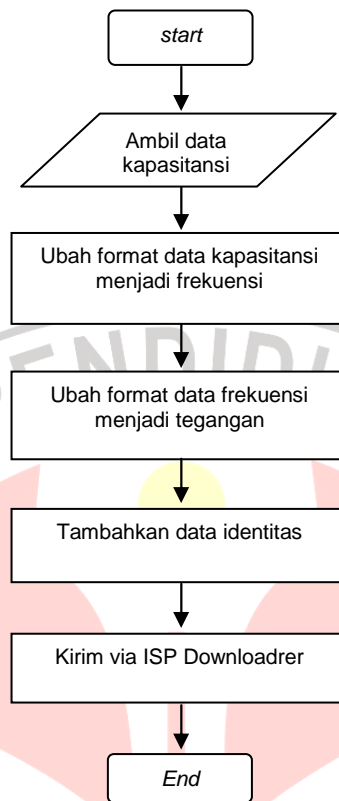 start
Ambil data
kapasitansi
Ubah format data kapasitansi
menjadi frekuensi
Ubah format data frekuensi
menjadi tegangan
Tambahkan data identitas
Kirim via ISP Downloadrer
End